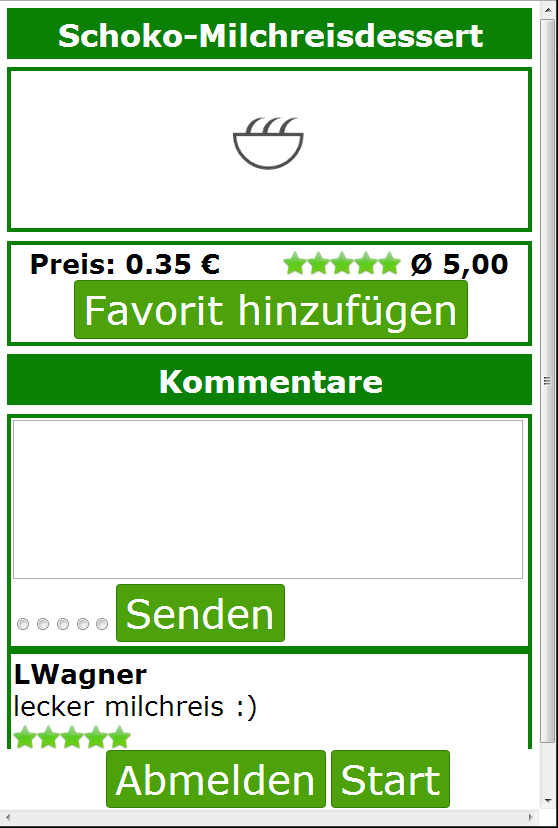 Schoko-Milchreisdessert
Preis: 0.35 € Ø 5,00
Favorit hinzufügen
Kommentare
Senden
LWagner
lecker milchreis :)
Abmelden Start